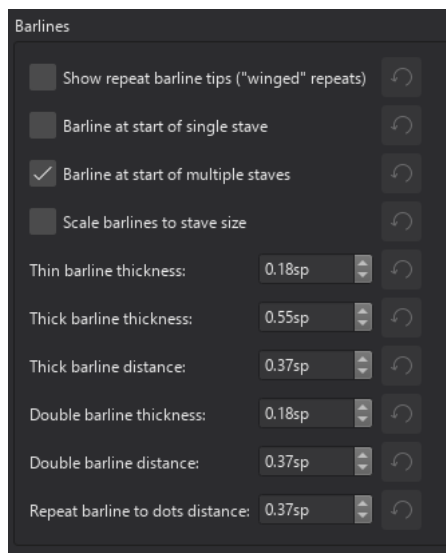 Barlines
Show repeat barline tips ("winged" repeats)
Barline at start of single stave
Barline at start of multiple staves
Scale barlines to stave size
Thin barline thickness: 0.18sp
Thick barline thickness: 0.55sp
Thick barline distance: 0.37sp
Double barline thickness: 0.18sp
Double barline distance: 0.37sp
Repeat barline to dots distance: 0.37sp